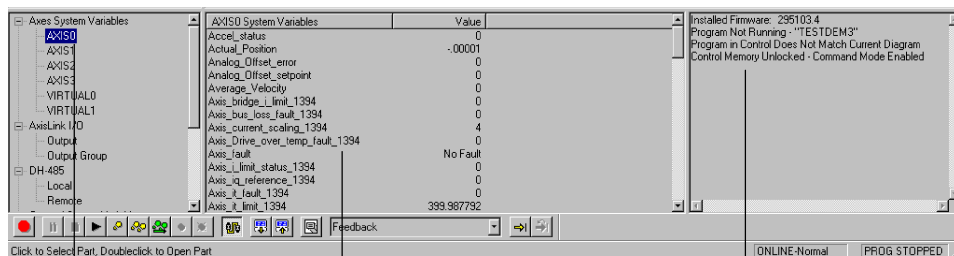 Axes System Variables
AXIS0
AXIS1
AXIS2
AXIS3
VIRTUAL0
VIRTUAL1
AxisLink I/O
Output
Output Group
DH-485
Local
Remote
AXIS0 System Variables Value
Accel_status 0
Actual_Position -.00001
Analog_Offset_error 0
Analog_Offset_setpoint 0
Average_Velocity 0
Axis_bridge_i_limit_1394 0
Axis_bus_loss_fault_1394 0
Axis_current_scaling_1394 4
Axis_Drive_over_temp_fault_1394 0
Axis_fault No Fault
Axis_i_limit_status_1394 0
Axis_iq_reference_1394 0
Axis_it_fault_1394 0
Axis_it_limit_1394 399.987792
Installed Firmware: 295103.4
Program Not Running - "TESTDEM3"
Program in Control Does Not Match Current Diagram
Control Memory Unlocked - Command Mode Enabled
Feedback
Click to Select Part, Doubleclick to Open Part
ONLINE-Normal
PROG STOPPED